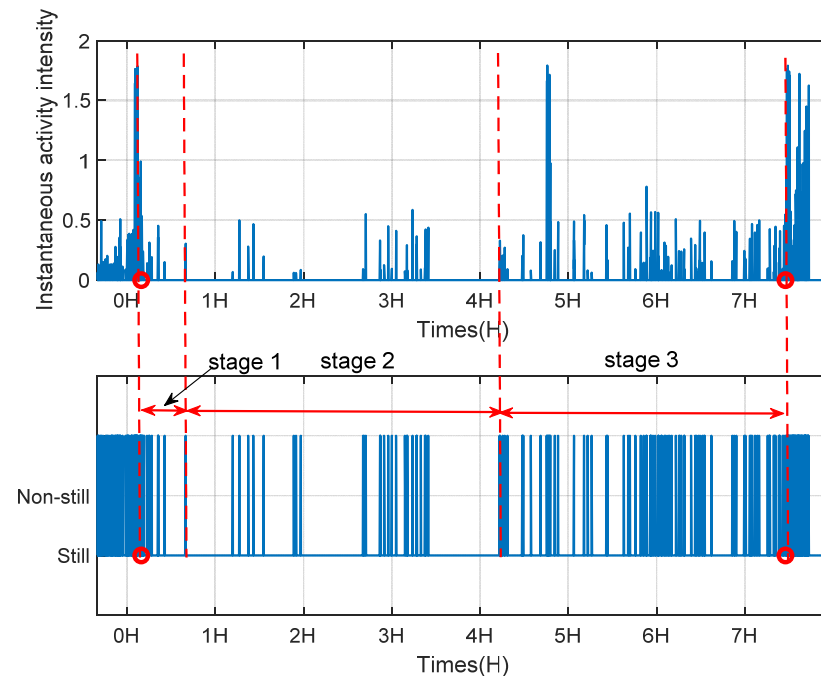 Instantaneous activity intensity
2
1.5
1
0.5
0
0H 1H 2H 3H 4H 5H 6H 7H
Times(H)
stage 1 stage 2 stage 3
Non-still
Still
0H 1H 2H 3H 4H 5H 6H 7H
Times(H)